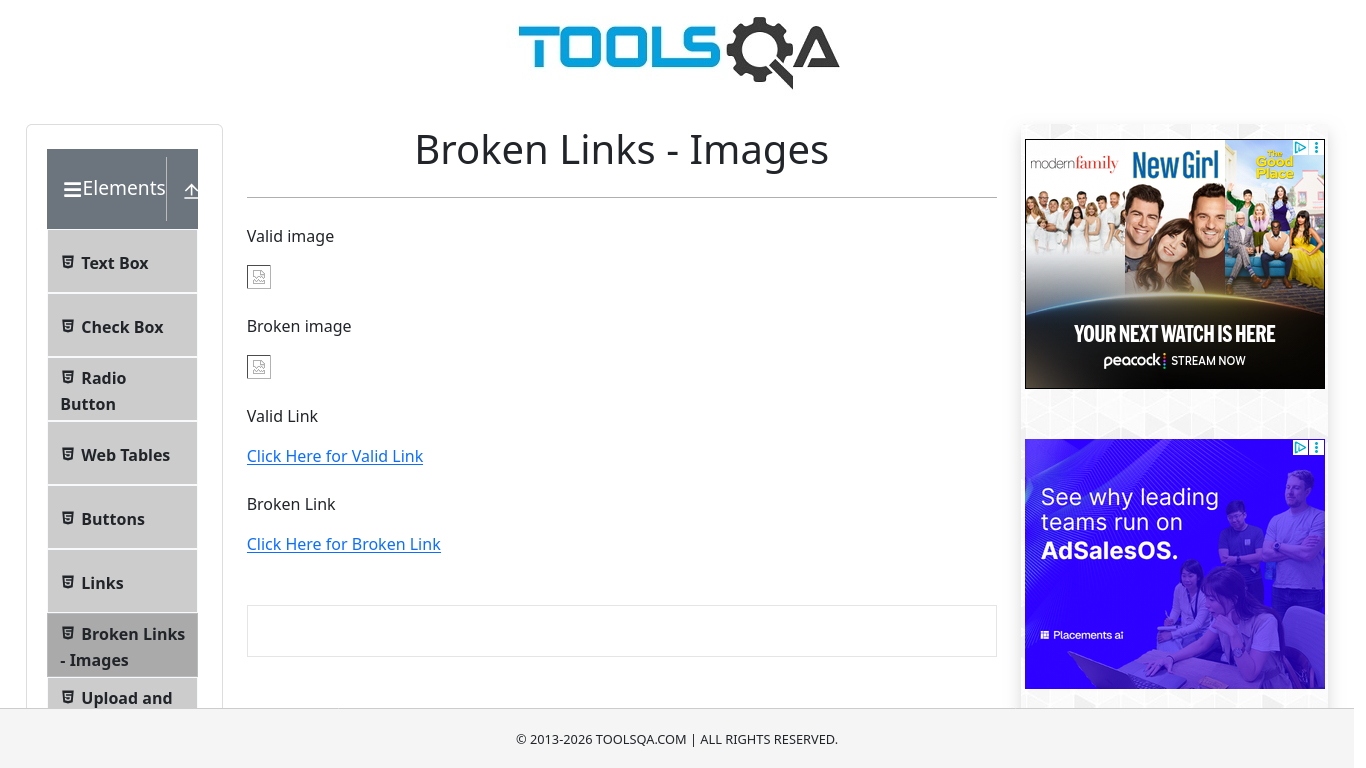 TOOLSQA
Elements
Text Box
Check Box
Radio
Button
Web Tables
Buttons
Links
Broken Links
- Images
Upload and
Broken Links - Images
Valid image
Broken image
Valid Link
Click Here for Valid Link
Broken Link
Click Here for Broken Link
modern family
New Girl
The
Good
Place
YOUR NEXT WATCH IS HERE
peacock STREAM NOW
See why leading
teams run on
AdSalesOS.
Placements ai
© 2013-2026 TOOLSQA.COM | ALL RIGHTS RESERVED.